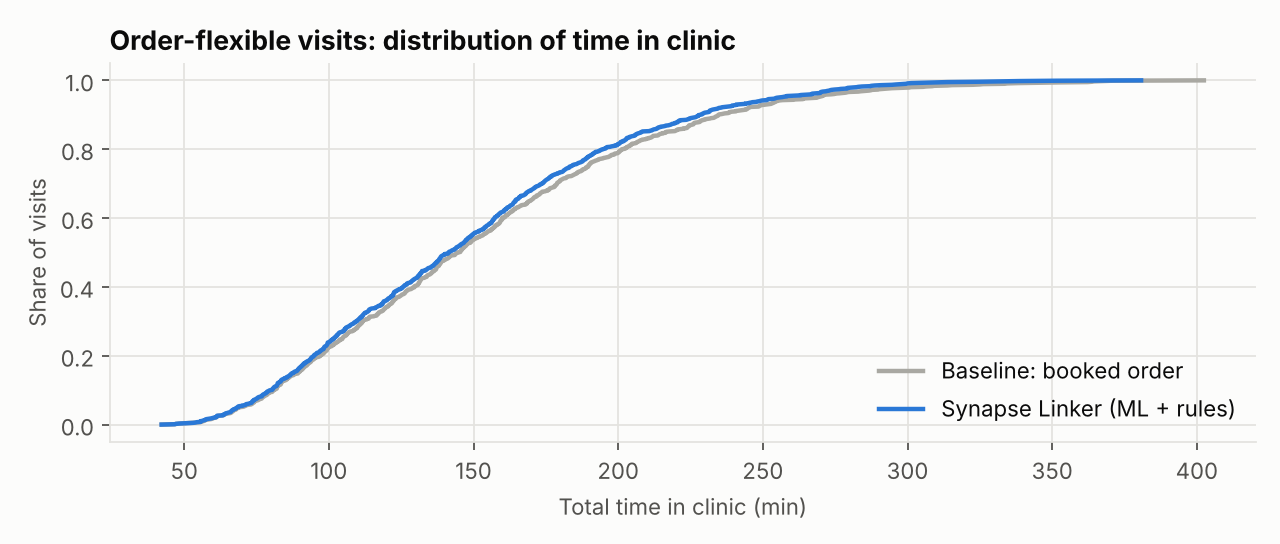 Order-flexible visits: distribution of time in clinic
Share of visits
1.0
0.8
0.6
0.4
0.2
0.0
Baseline: booked order
Synapse Linker (ML + rules)
50 100 150 200 250 300 350 400
Total time in clinic (min)